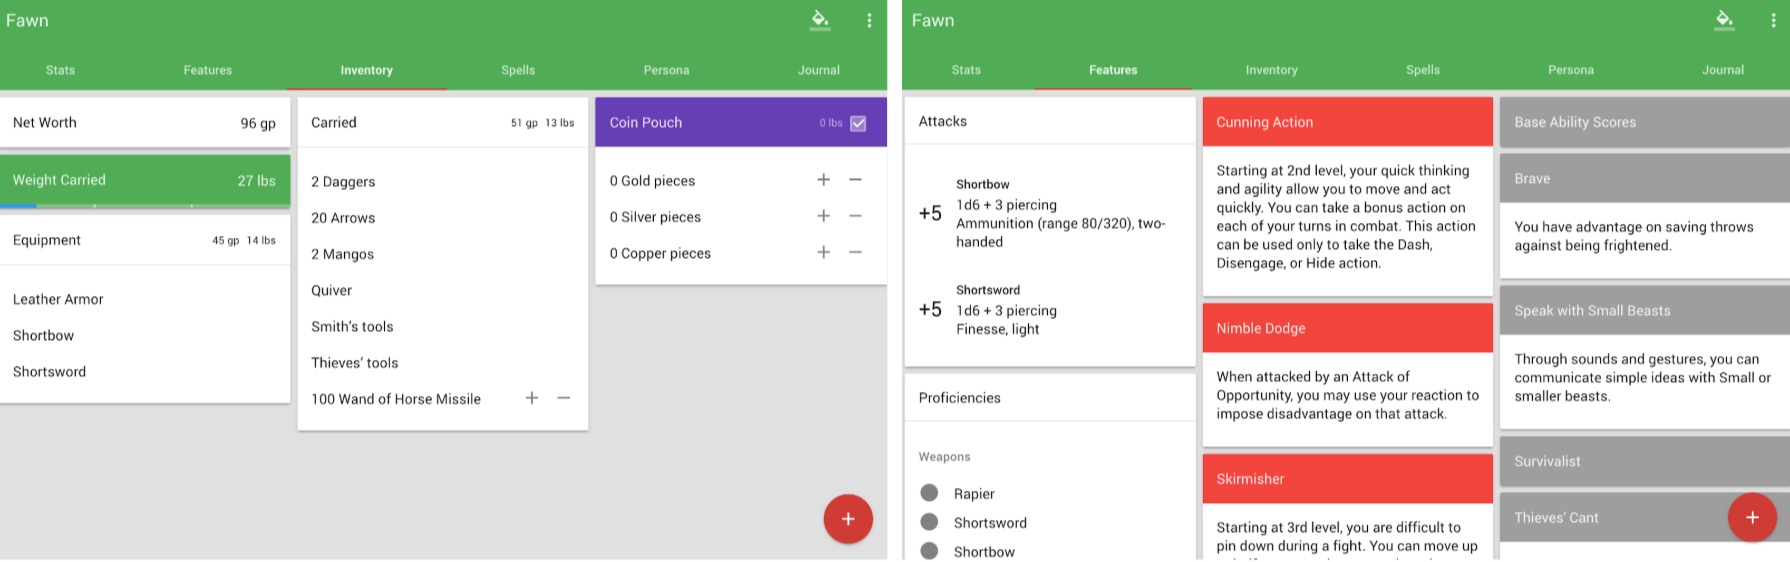 Fawn
Stats Features Inventory Spells Persona Journal
Net Worth 96 gp
Weight Carried 27 lbs
Equipment 45 gp 14 lbs
Leather Armor
Shortbow
Shortsword
Carried 51 gp 13 lbs
2 Daggers
20 Arrows
2 Mangos
Quiver
Smith's tools
Thieves' tools
100 Wand of Horse Missile + −
Coin Pouch 0 lbs
0 Gold pieces + −
0 Silver pieces + −
0 Copper pieces + −
+
Fawn
Stats Features Inventory Spells Persona Journal
Attacks
Shortbow
+5 1d6 + 3 piercing
Ammunition (range 80/320), two-
handed
Shortsword
+5 1d6 + 3 piercing
Finesse, light
Proficiencies
Weapons
Rapier
Shortsword
Shortbow
Cunning Action
Starting at 2nd level, your quick thinking
and agility allow you to move and act
quickly. You can take a bonus action on
each of your turns in combat. This action
can be used only to take the Dash,
Disengage, or Hide action.
Nimble Dodge
When attacked by an Attack of
Opportunity, you may use your reaction to
impose disadvantage on that attack.
Skirmisher
Starting at 3rd level, you are difficult to
pin down during a fight. You can move up
Base Ability Scores
Brave
You have advantage on saving throws
against being frightened.
Speak with Small Beasts
Through sounds and gestures, you can
communicate simple ideas with Small or
smaller beasts.
Survivalist
Thieves' Cant
+